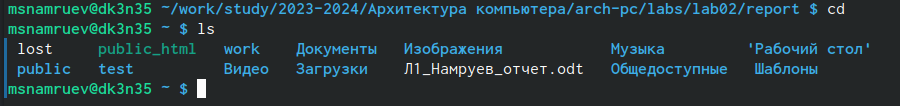 msnamruev@dk3n35 ~/work/study/2023-2024/Архитектура компьютера/arch-pc/labs/lab02/report $ cd
msnamruev@dk3n35 ~ $ ls
lost public_html work Документы Изображения Музыка 'Рабочий стол'
public test Видео Загрузки Л1_Намруев_отчет.odt Общедоступные Шаблоны
msnamruev@dk3n35 ~ $